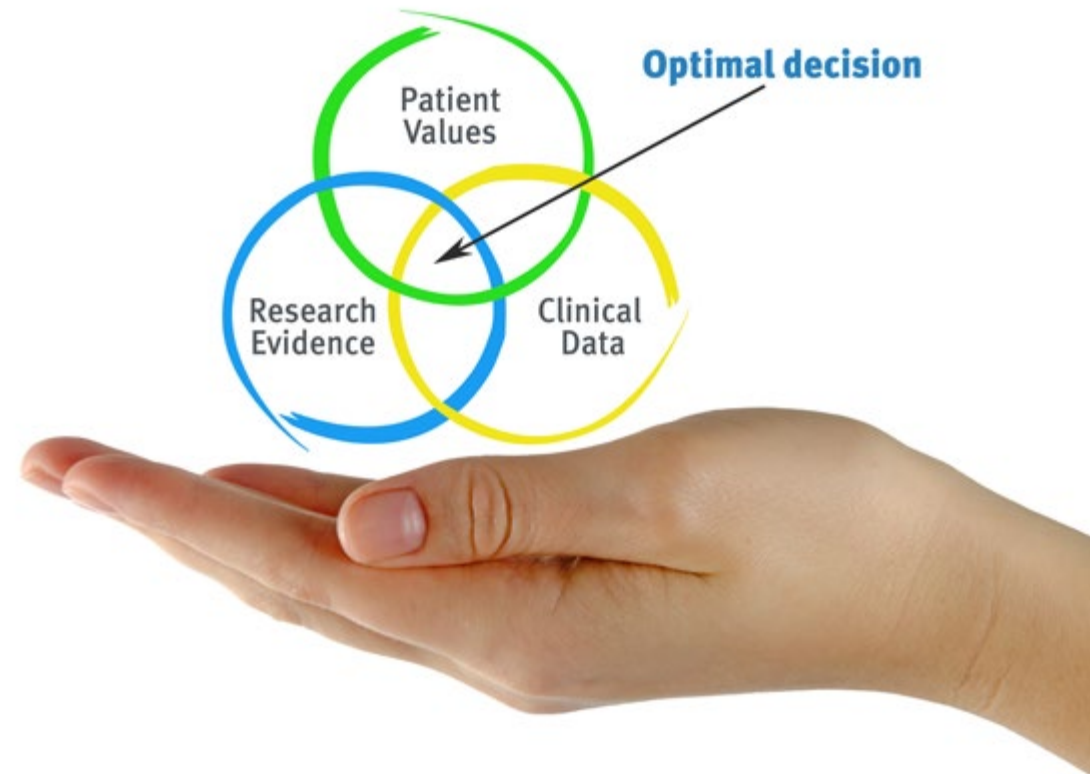 Optimal decision
Patient
Values
Research
Evidence
Clinical
Data